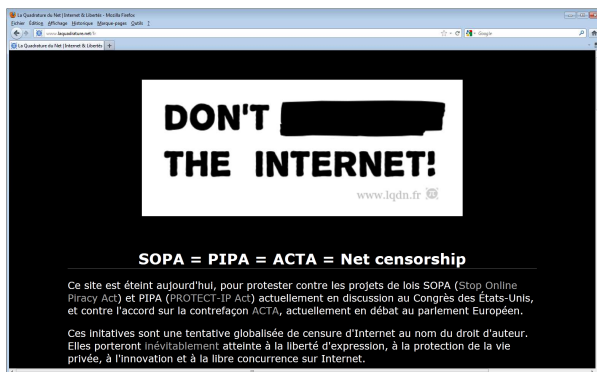 La Quadrature du Net | Internet & Libertés - Mozilla Firefox
Fichier Édition Affichage Historique Marque-pages Outils ?
www.laquadrature.net/fr Google
La Quadrature du Net | Internet & Libertés +
DON'T
THE INTERNET!
www.lqdn.fr
SOPA = PIPA = ACTA = Net censorship
Ce site est éteint aujourd'hui, pour protester contre les projets de lois SOPA (Stop Online
Piracy Act) et PIPA (PROTECT-IP Act) actuellement en discussion au Congrès des États-Unis,
et contre l'accord sur la contrefaçon ACTA, actuellement en débat au parlement Européen.
Ces initatives sont une tentative globalisée de censure d'Internet au nom du droit d'auteur.
Elles porteront inévitablement atteinte à la liberté d'expression, à la protection de la vie
privée, à l'innovation et à la libre concurrence sur Internet.